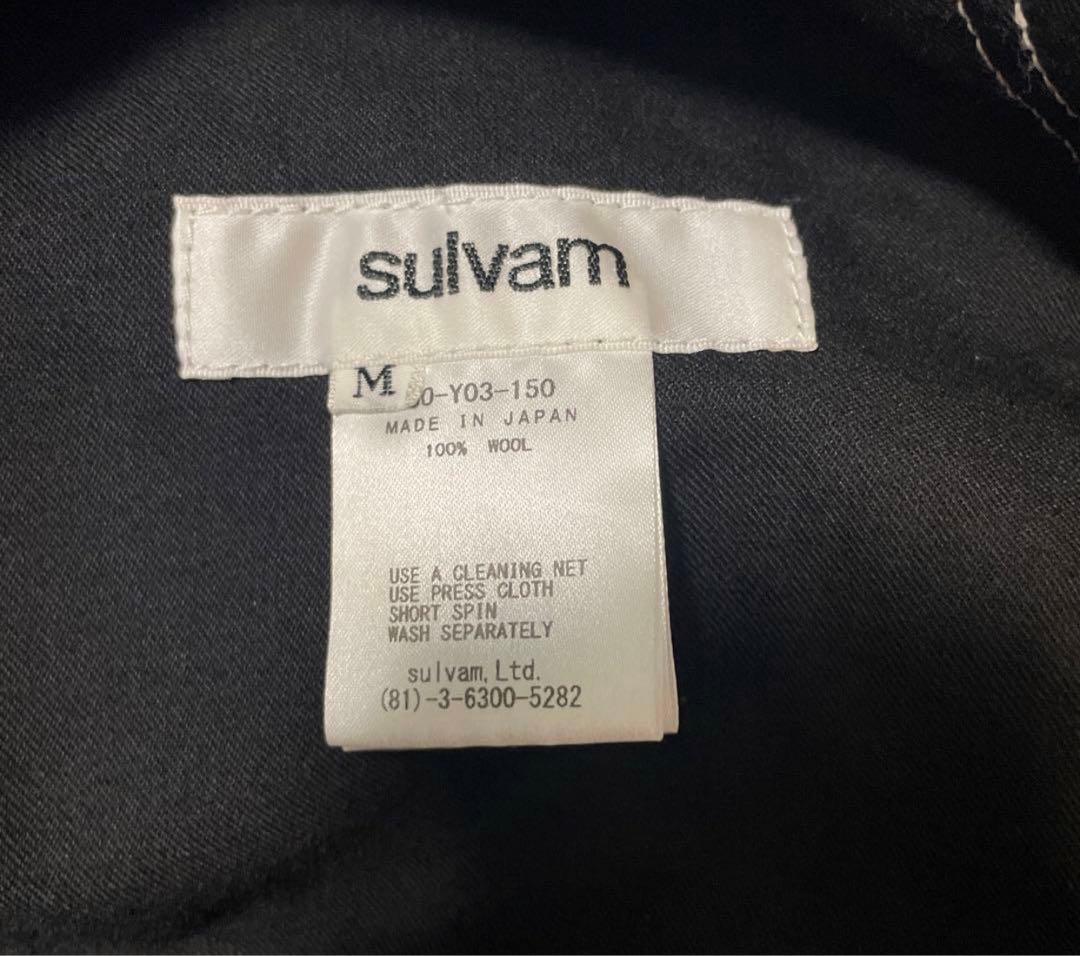 sulvam
M
0-Y03-150
MADE IN JAPAN
100% WOOL
USE A CLEANING NET
USE PRESS CLOTH
SHORT SPIN
WASH SEPARATELY
sulvam, Ltd.
(81)-3-6300-5282